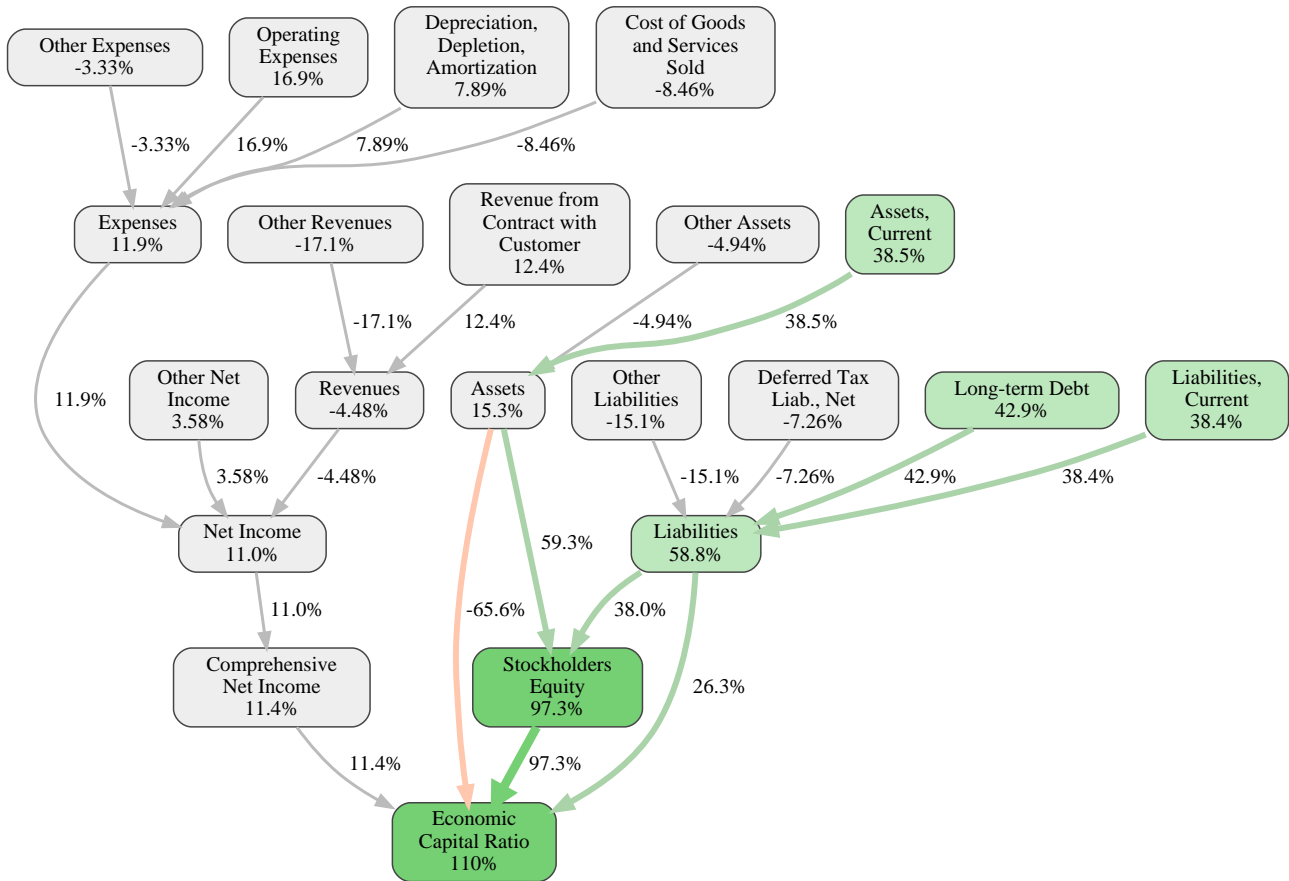 Other Expenses
-3.33%
Operating
Expenses
16.9%
Depreciation,
Depletion,
Amortization
7.89%
Cost of Goods
and Services
Sold
-8.46%
-3.33%
16.9%
7.89%
-8.46%
Expenses
11.9%
Other Revenues
-17.1%
Revenue from
Contract with
Customer
12.4%
Other Assets
-4.94%
Assets,
Current
38.5%
-17.1%
12.4%
-4.94%
38.5%
11.9%
Other Net
Income
3.58%
Revenues
-4.48%
Assets
15.3%
Other
Liabilities
-15.1%
Deferred Tax
Liab., Net
-7.26%
Long-term Debt
42.9%
Liabilities,
Current
38.4%
3.58%
-4.48%
-15.1%
-7.26%
42.9%
38.4%
Net Income
11.0%
59.3%
Liabilities
58.8%
11.0%
-65.6%
38.0%
Comprehensive
Net Income
11.4%
Stockholders
Equity
97.3%
26.3%
11.4%
97.3%
Economic
Capital Ratio
110%